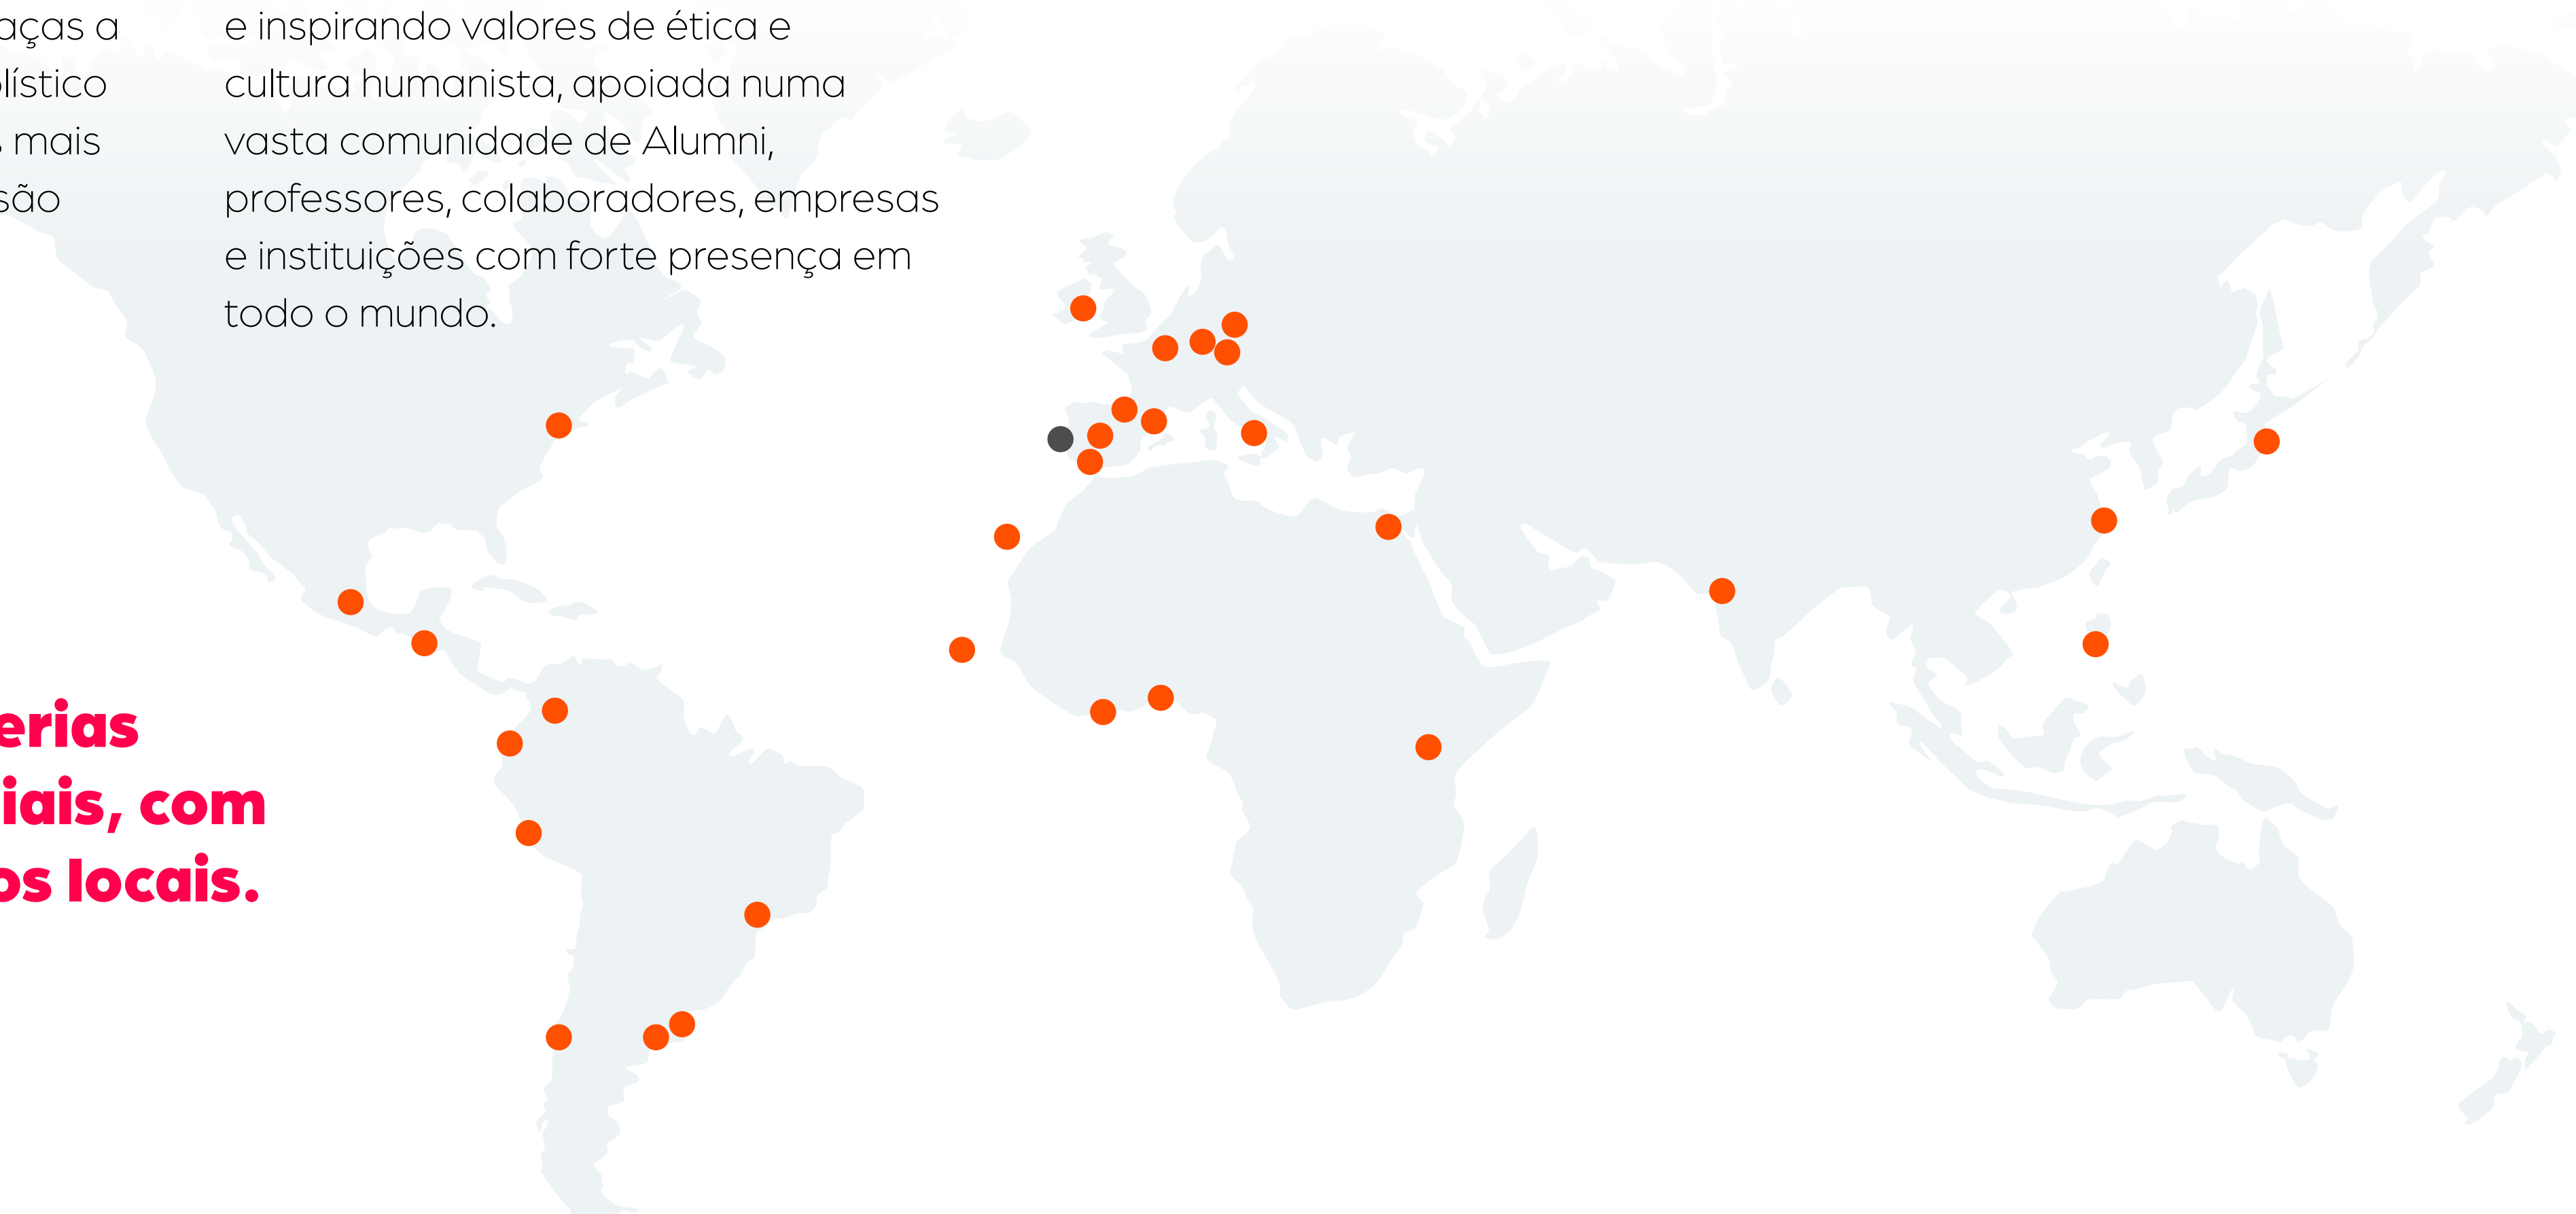 aças a
lístico
mais
são
e inspirando valores de ética e
cultura humanista, apoiada numa
vasta comunidade de Alumni,
professores, colaboradores, empresas
e instituições com forte presença em
todo o mundo.
erias
iais, com
os locais.